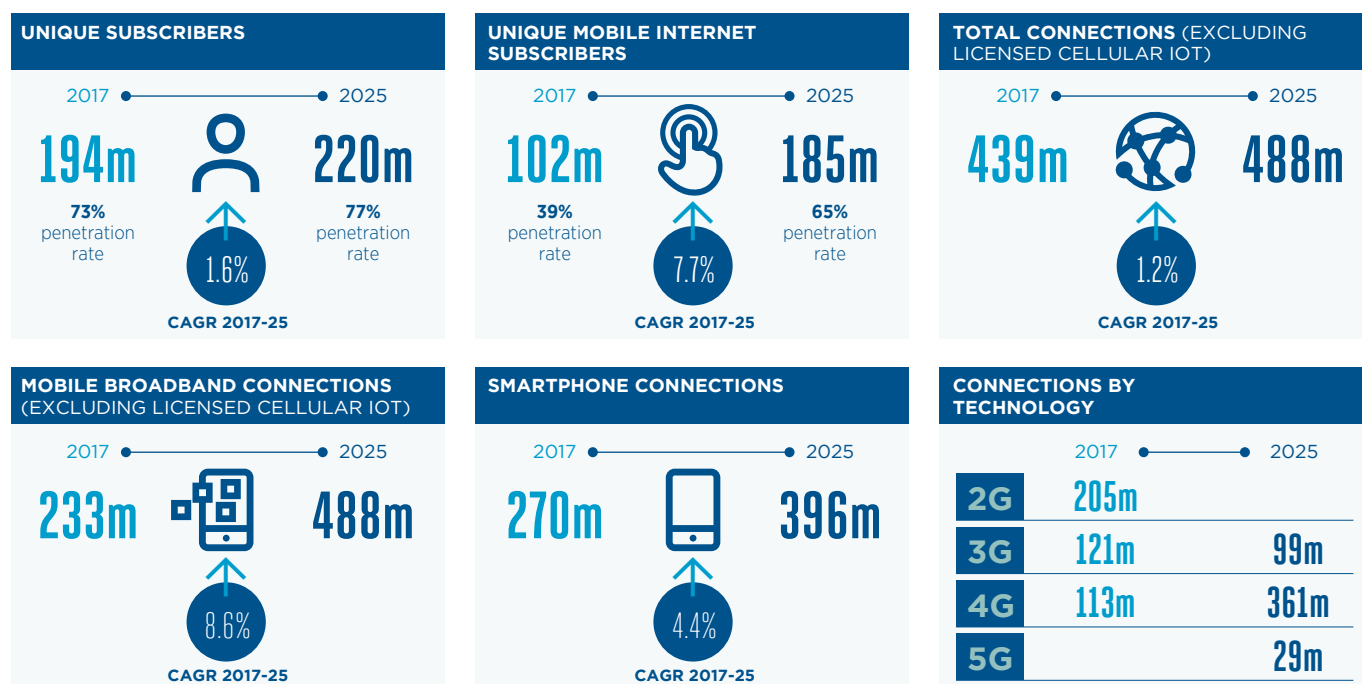 UNIQUE SUBSCRIBERS
2017
2025
194m
220m
73%
penetration
rate
77%
penetration
rate
1.6%
CAGR 2017-25
UNIQUE MOBILE INTERNET
SUBSCRIBERS
2017
2025
102m
185m
39%
penetration
rate
65%
penetration
rate
7.7%
CAGR 2017-25
TOTAL CONNECTIONS (EXCLUDING
LICENSED CELLULAR IOT)
2017
2025
439m
488m
1.2%
CAGR 2017-25
MOBILE BROADBAND CONNECTIONS
(EXCLUDING LICENSED CELLULAR IOT)
2017
2025
233m
488m
8.6%
CAGR 2017-25
SMARTPHONE CONNECTIONS
2017
2025
270m
396m
4.4%
CAGR 2017-25
CONNECTIONS BY
TECHNOLOGY
2017 2025
2G 205m
3G 121m 99m
4G 113m 361m
5G 29m